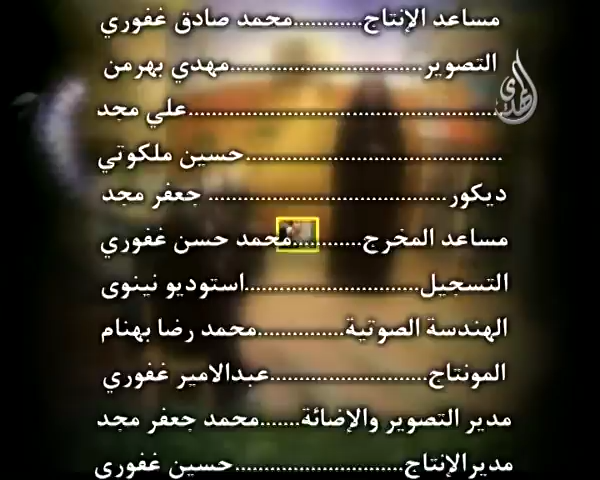 مساعد الإنتاج............محمد صادق غفوري
التصوير............................مهدي بهرمن
.............................................علي مجد
.....................................حسين ملكوتي
ديكور................................... جعفر مجد
مساعد المخرج............محمد حسن غفوري
التسجيل..........................استوديو نينوى
الهندسة الصوتية..............محمد رضا بهنام
المونتاج.........................عبدالامير غفوري
مدير التصوير والإضائة.......محمد جعفر مجد
مديرالإنتاج...........................حسين غفوري
الهدى